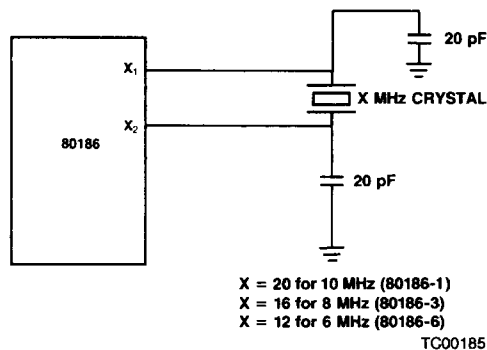 20 pF
X₁
X MHz CRYSTAL
X₂
80186
20 pF
X = 20 for 10 MHz (80186-1)
X = 16 for 8 MHz (80186-3)
X = 12 for 6 MHz (80186-6)
TC00185